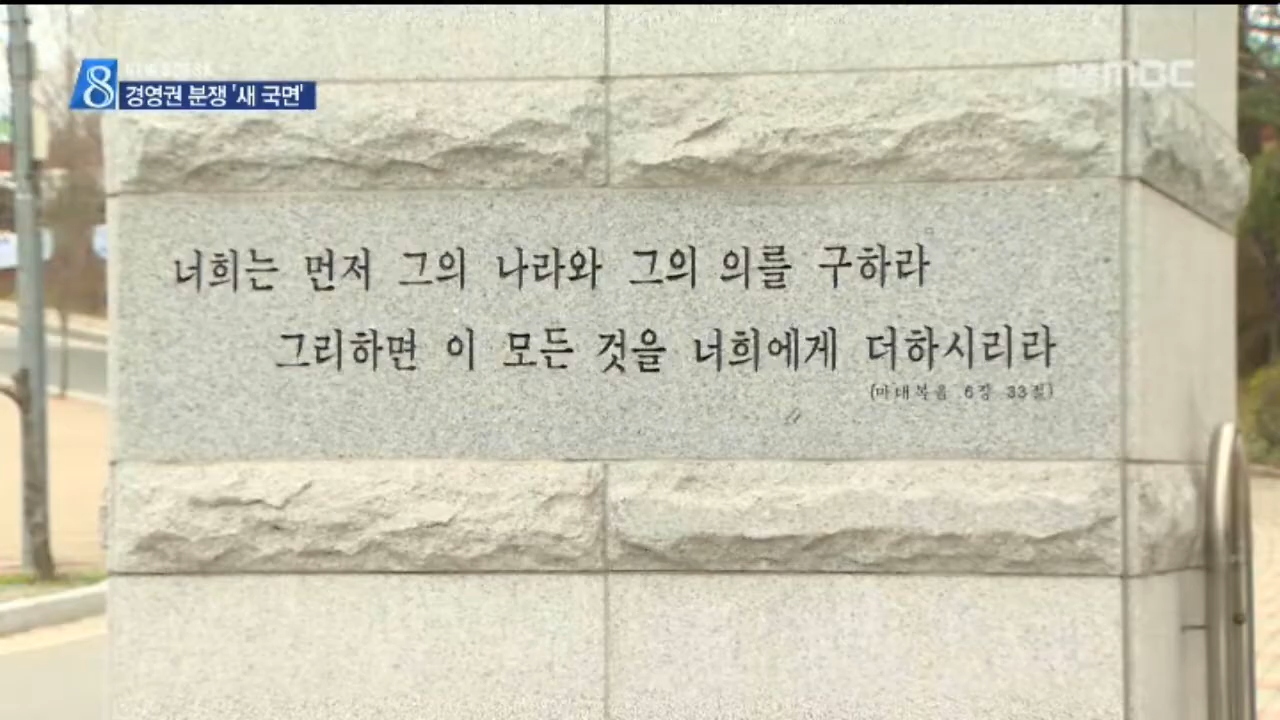 8
경영권 분쟁 '새 국면'
MBC
너희는 먼저 그의 나라와 그의 의를 구하라
그리하면 이 모든 것을 너희에게 더하시리라
(마태복음 6장 33절)